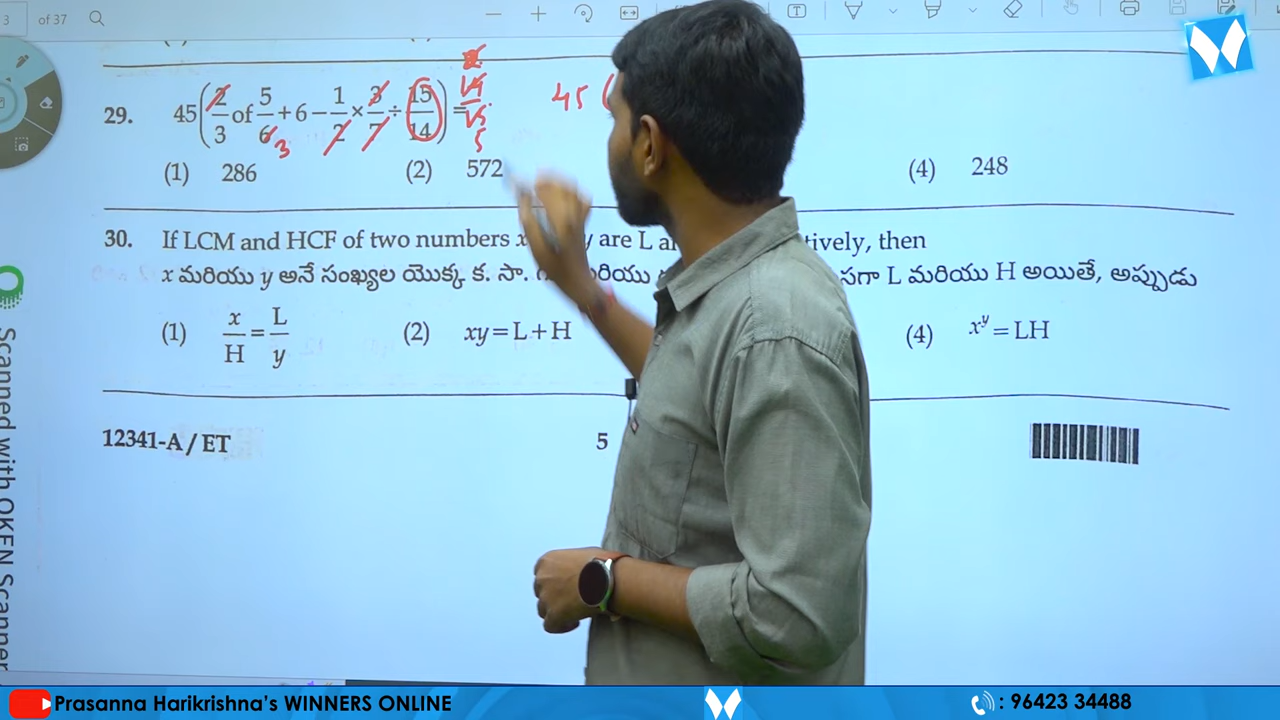 3 of 37
29. 45(2/3 of 5/6 + 6 − 1/2 × 3/7 ÷ 15/14) = 45 (
(1) 286 (2) 572 (4) 248
30. If LCM and HCF of two numbers x y are L tively, then
x మరియు y అనే సంఖ్యల యొక్క క. సా. L మరియు H అయితే, అప్పుడు
(1) x/H = L/y (2) xy = L + H (4) x^y = LH
12341-A / ET 5
Scanned with OKEN Scanner
Prasanna Harikrishna's WINNERS ONLINE : 96423 34488